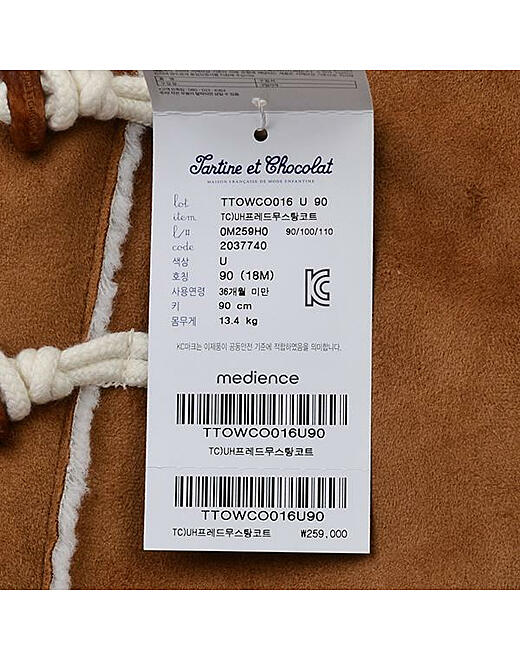 Tartine et Chocolat
MAISON FRANÇAISE DE MODE ENFANTINE
lot TTOWCO016 U 90
item TC)UH프레드무스탕코트
l/# 0M259H0 90/100/110
code 2037740
색상 U
호칭 90 (18M)
사용연령 36개월 미만
키 90 cm
몸무게 13.4 kg
KC마크는 이제품이 공통안전 기준에 적합하였음을 의미합니다.
medience
TTOWCO016U90
TC)UH프레드무스탕코트
TTOWCO016U90
TC)UH프레드무스탕코트 ₩259,000